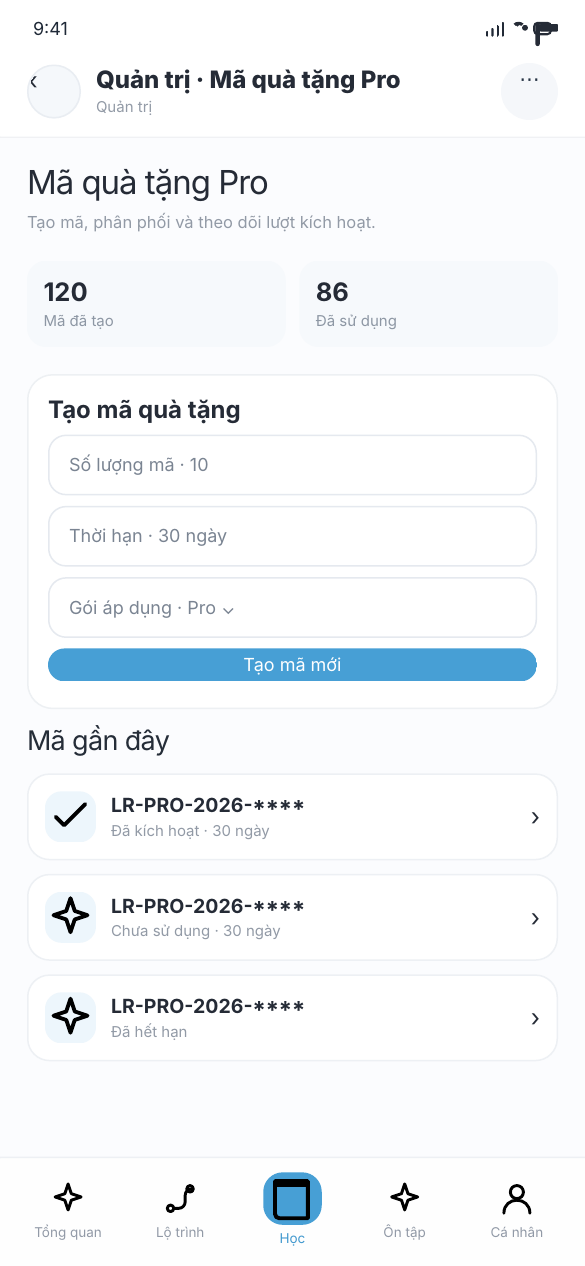 9:41
Quản trị · Mã quà tặng Pro
Quản trị
Mã quà tặng Pro
Tạo mã, phân phối và theo dõi lượt kích hoạt.
120
Mã đã tạo
86
Đã sử dụng
Tạo mã quà tặng
Số lượng mã · 10
Thời hạn · 30 ngày
Gói áp dụng · Pro
Tạo mã mới
Mã gần đây
LR-PRO-2026-****
Đã kích hoạt · 30 ngày
LR-PRO-2026-****
Chưa sử dụng · 30 ngày
LR-PRO-2026-****
Đã hết hạn
Tổng quan
Lộ trình
Học
Ôn tập
Cá nhân